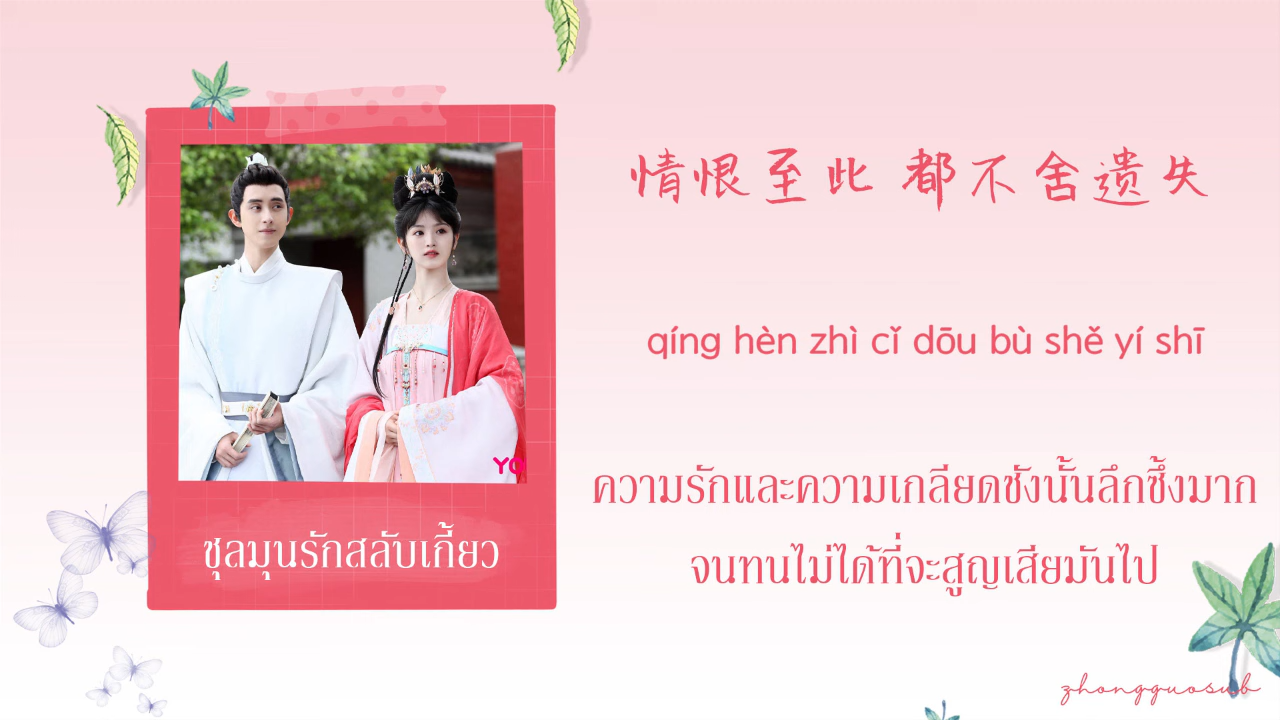 情恨至此 都不舍遗失
qíng hèn zhì cǐ dōu bù shě yí shī
ความรักและความเกลียดชังนั้นลึกซึ้งมาก
จนทนไม่ได้ที่จะสูญเสียมันไป
YO
ชุลมุนรักสลับเกี้ยว
zhongguosub